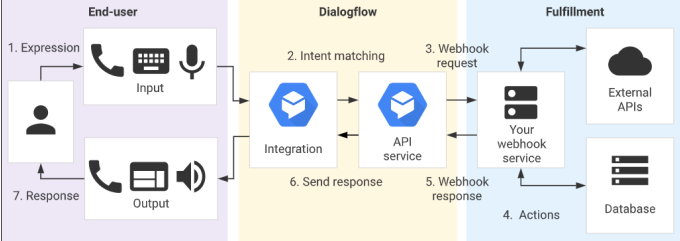 End-user
Dialogflow
Fulfillment
1. Expression
Input
2. Intent matching
3. Webhook
request
External
APIs
Integration
API
service
Your
webhook
service
7. Response
Output
6. Send response
5. Webhook
response
4. Actions
Database